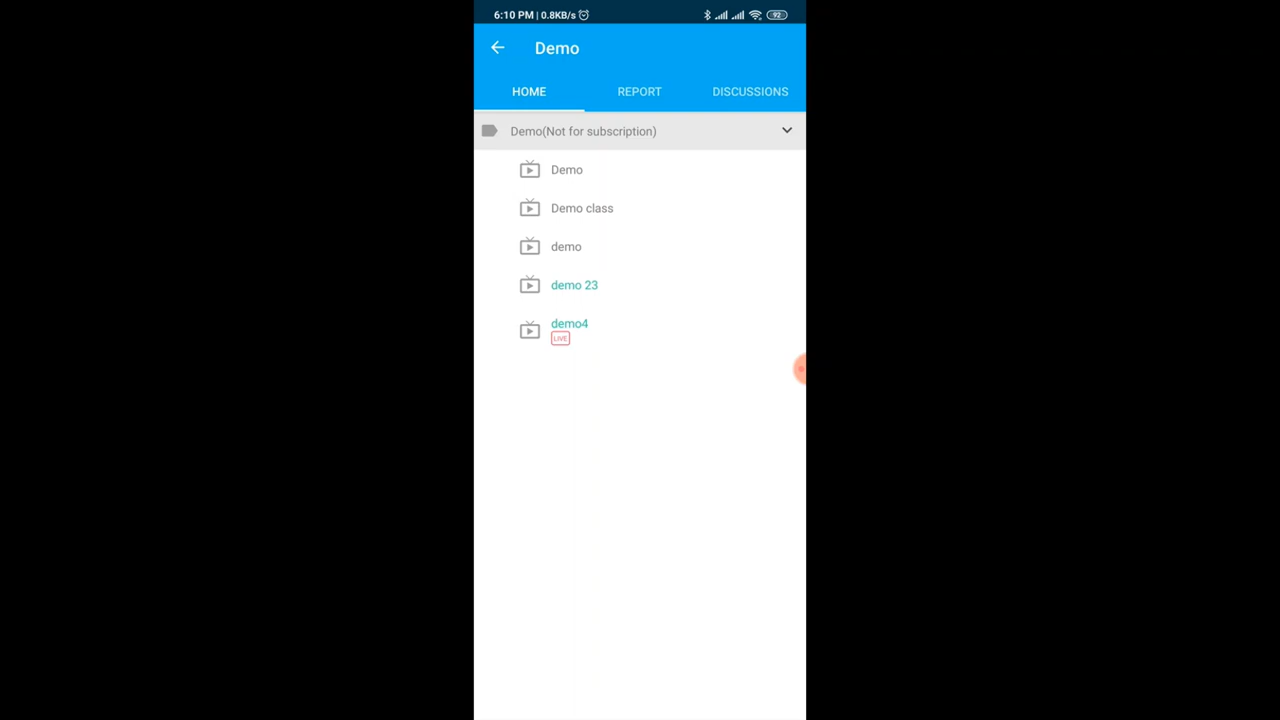 6:10 PM | 0.8KB/s 92
Demo
HOME REPORT DISCUSSIONS
Demo(Not for subscription)
Demo
Demo class
demo
demo 23
demo4
LIVE